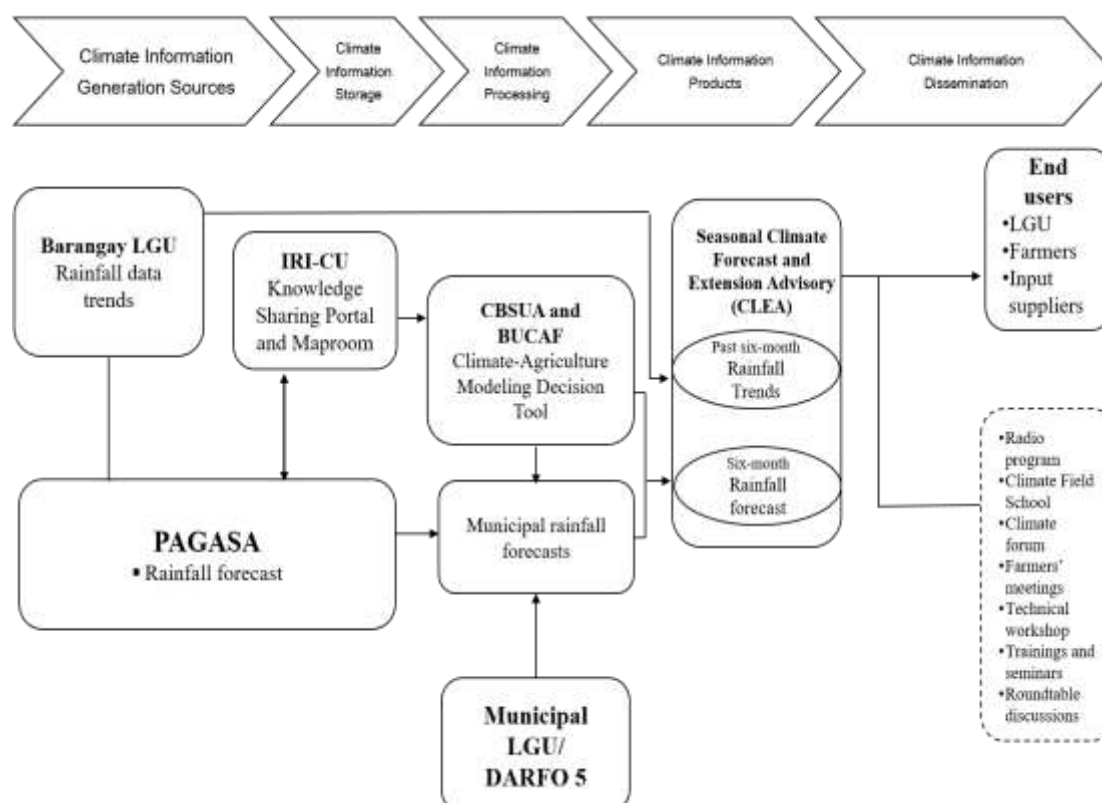 Climate Information
Generation Sources
Climate
Information
Storage
Climate
Information
Processing
Climate Information
Products
Climate Information
Dissemination
Barangay LGU
Rainfall data
trends
IRI-CU
Knowledge
Sharing Portal
and Maproom
CBSUA and
BUCAF
Climate-Agriculture
Modeling Decision
Tool
Seasonal Climate
Forecast and
Extension Advisory
(CLEA)
Past six-month
Rainfall
Trends
Six-month
Rainfall
forecast
End
users
•LGU
•Farmers
•Input
suppliers
PAGASA
▪ Rainfall forecast
Municipal rainfall
forecasts
Municipal
LGU/
DARFO 5
•Radio
program
•Climate Field
School
•Climate
forum
•Farmers’
meetings
•Technical
workshop
•Trainings and
seminars
•Roundtable
discussions